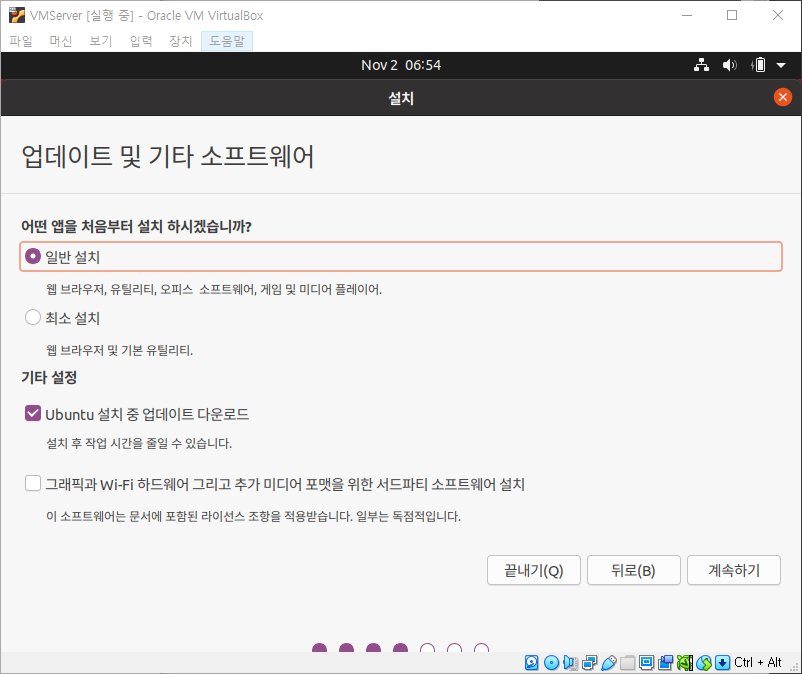 VMServer [실행 중] - Oracle VM VirtualBox
파일 머신 보기 입력 장치 도움말
Nov 2 06:54
설치
업데이트 및 기타 소프트웨어
어떤 앱을 처음부터 설치 하시겠습니까?
일반 설치
웹 브라우저, 유틸리티, 오피스 소프트웨어, 게임 및 미디어 플레이어.
최소 설치
웹 브라우저 및 기본 유틸리티.
기타 설정
Ubuntu 설치 중 업데이트 다운로드
설치 후 작업 시간을 줄일 수 있습니다.
그래픽과 Wi-Fi 하드웨어 그리고 추가 미디어 포맷을 위한 서드파티 소프트웨어 설치
이 소프트웨어는 문서에 포함된 라이선스 조항을 적용받습니다. 일부는 독점적입니다.
끝내기(Q) 뒤로(B) 계속하기
Ctrl + Alt